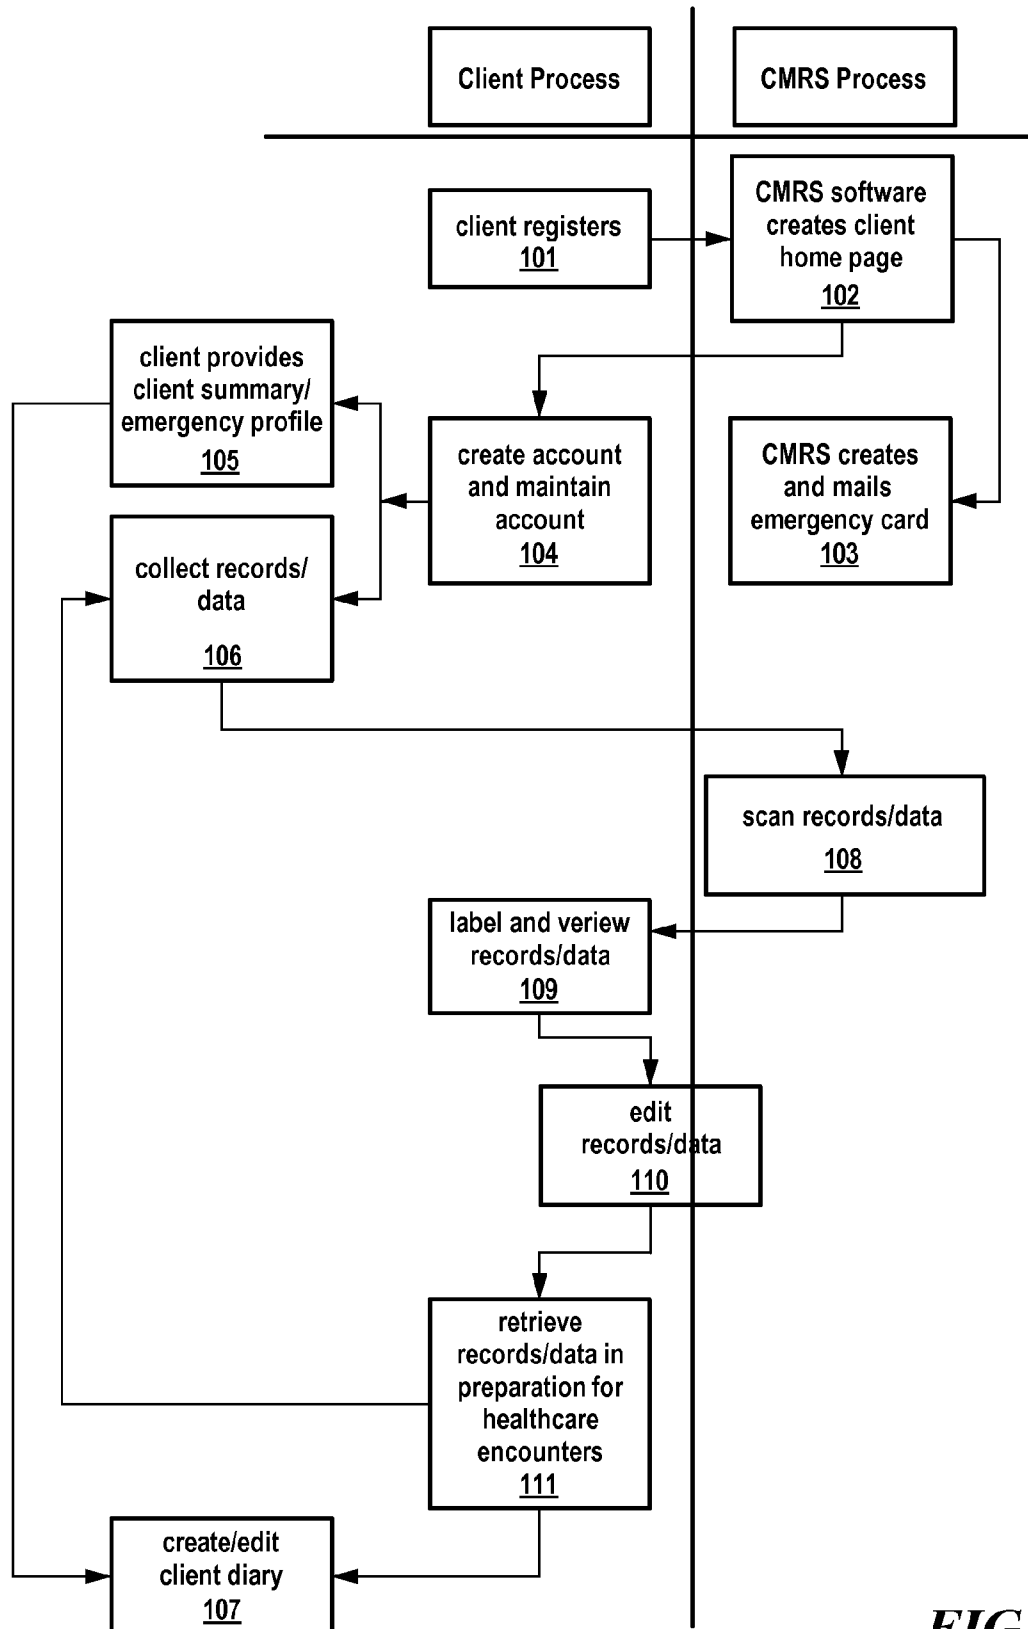 Client Process
CMRS Process
client registers
101
CMRS software
creates client
home page
102
client provides
client summary/
emergency profile
105
create account
and maintain
account
104
CMRS creates
and mails
emergency card
103
collect records/
data
106
scan records/data
108
label and veriew
records/data
109
edit
records/data
110
retrieve
records/data in
preparation for
healthcare
encounters
111
create/edit
client diary
107
FIG